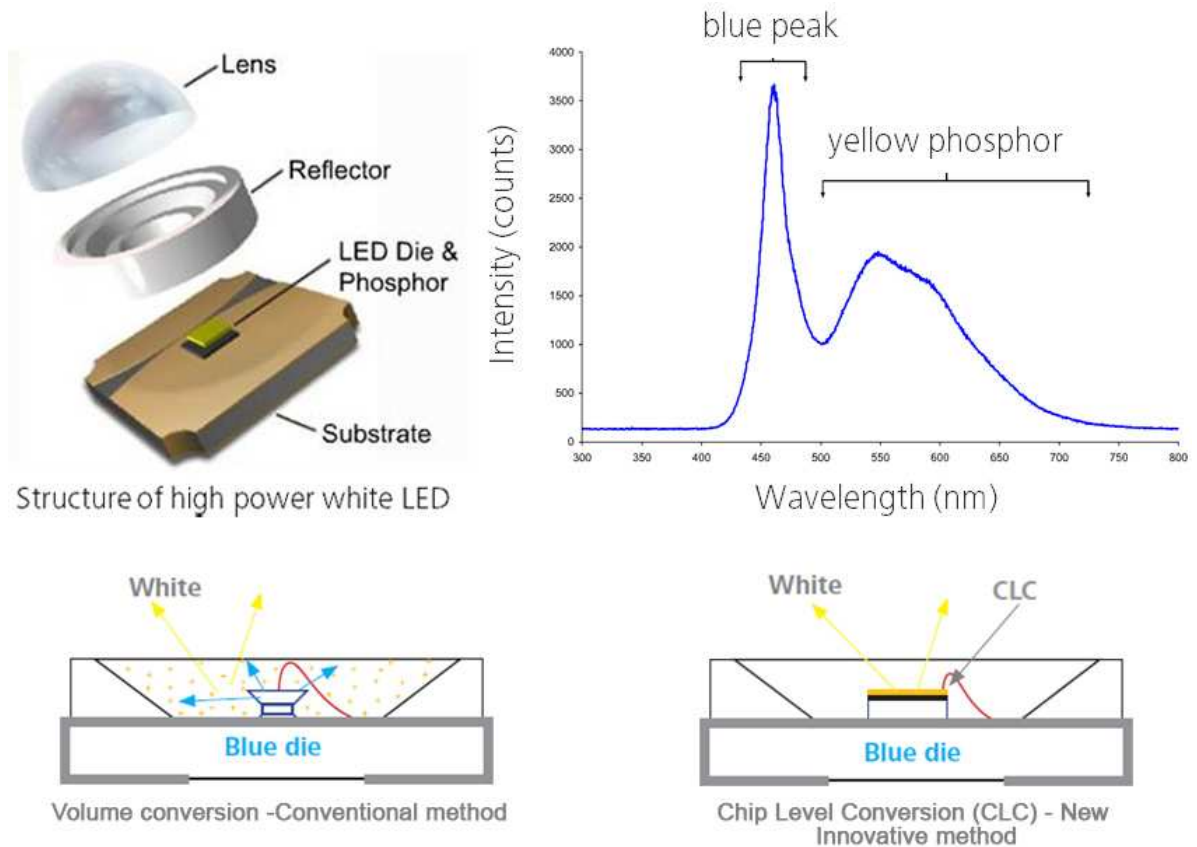 Lens
Reflector
LED Die &
Phosphor
Substrate
Structure of high power white LED
blue peak
yellow phosphor
Intensity (counts)
4000
3500
3000
2500
2000
1500
1000
500
0
300 400 450 500 550 600 650 700 750 800
Wavelength (nm)
White
Blue die
Volume conversion -Conventional method
White
CLC
Blue die
Chip Level Conversion (CLC) - New
Innovative method